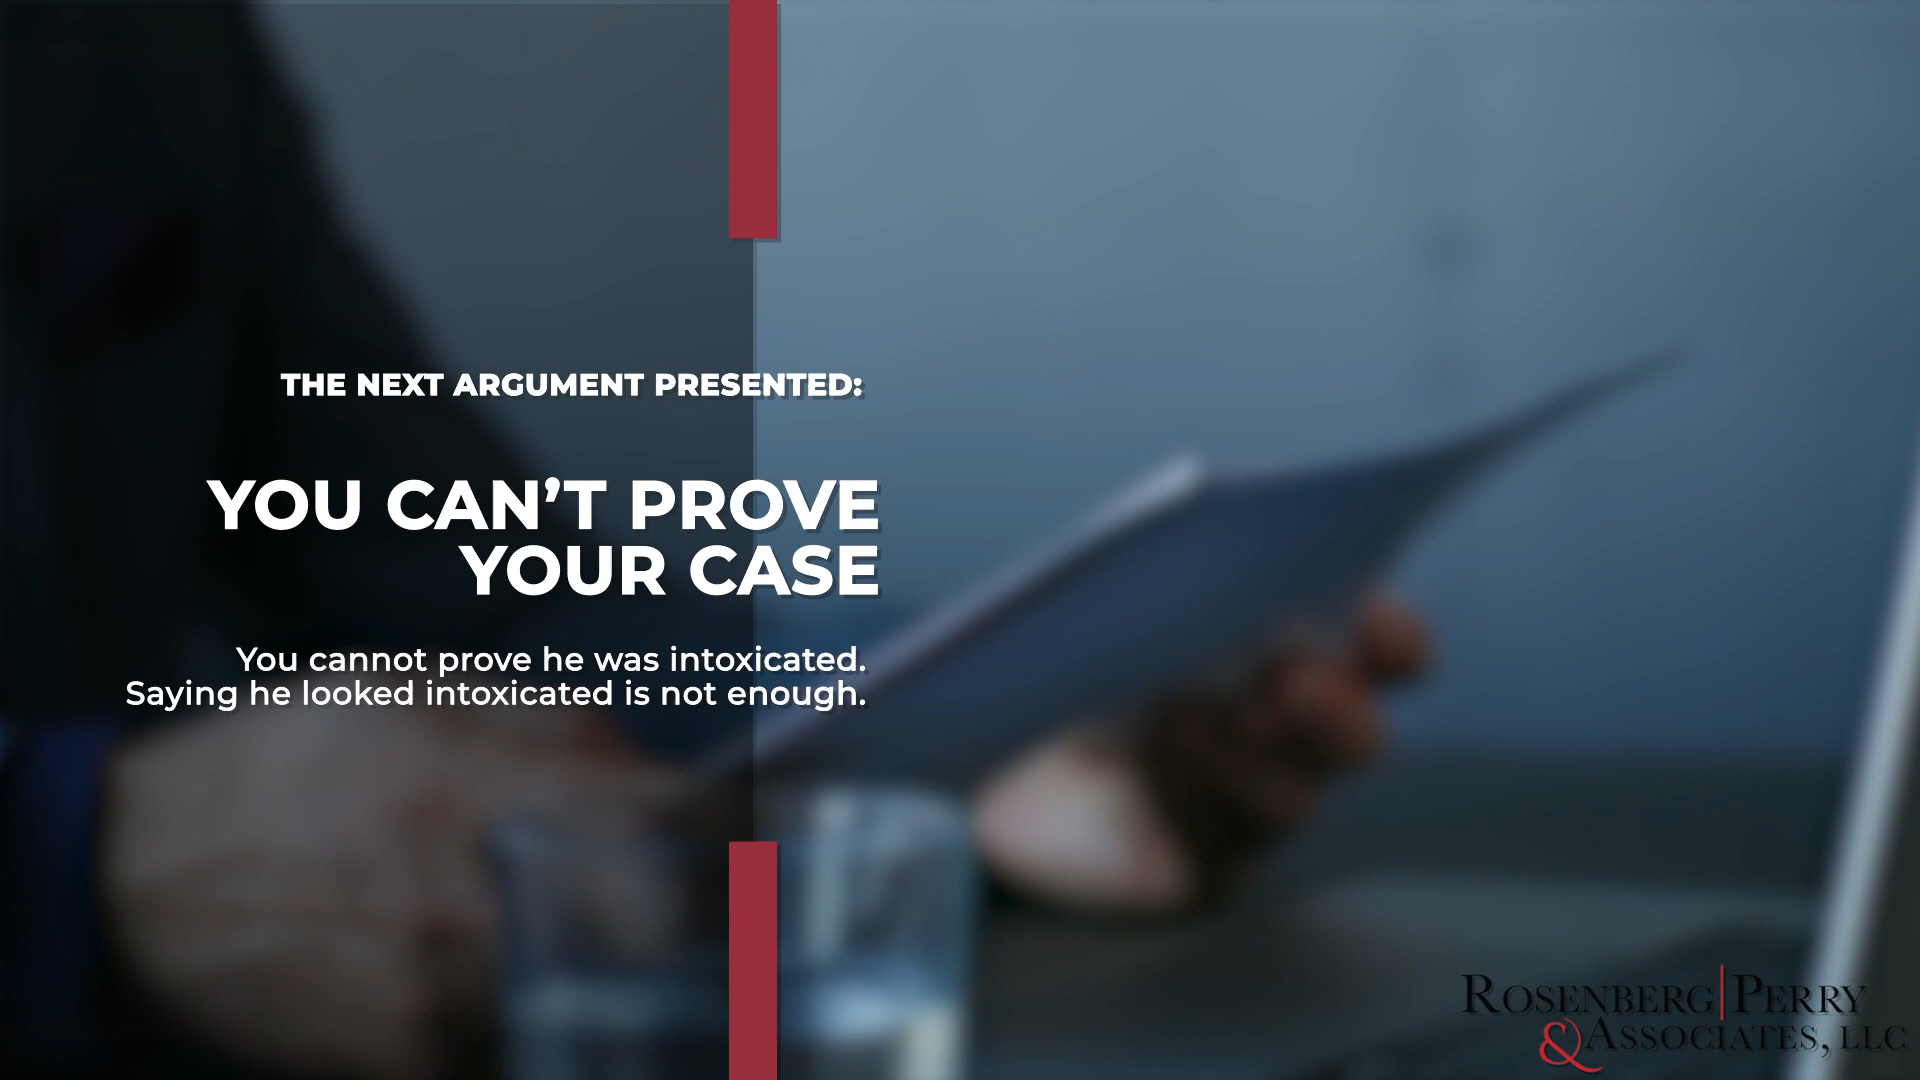 THE NEXT ARGUMENT PRESENTED:
YOU CAN’T PROVE
YOUR CASE
You cannot prove he was intoxicated.
Saying he looked intoxicated is not enough.
ROSENBERG|PERRY
&ASSOCIATES, LLC